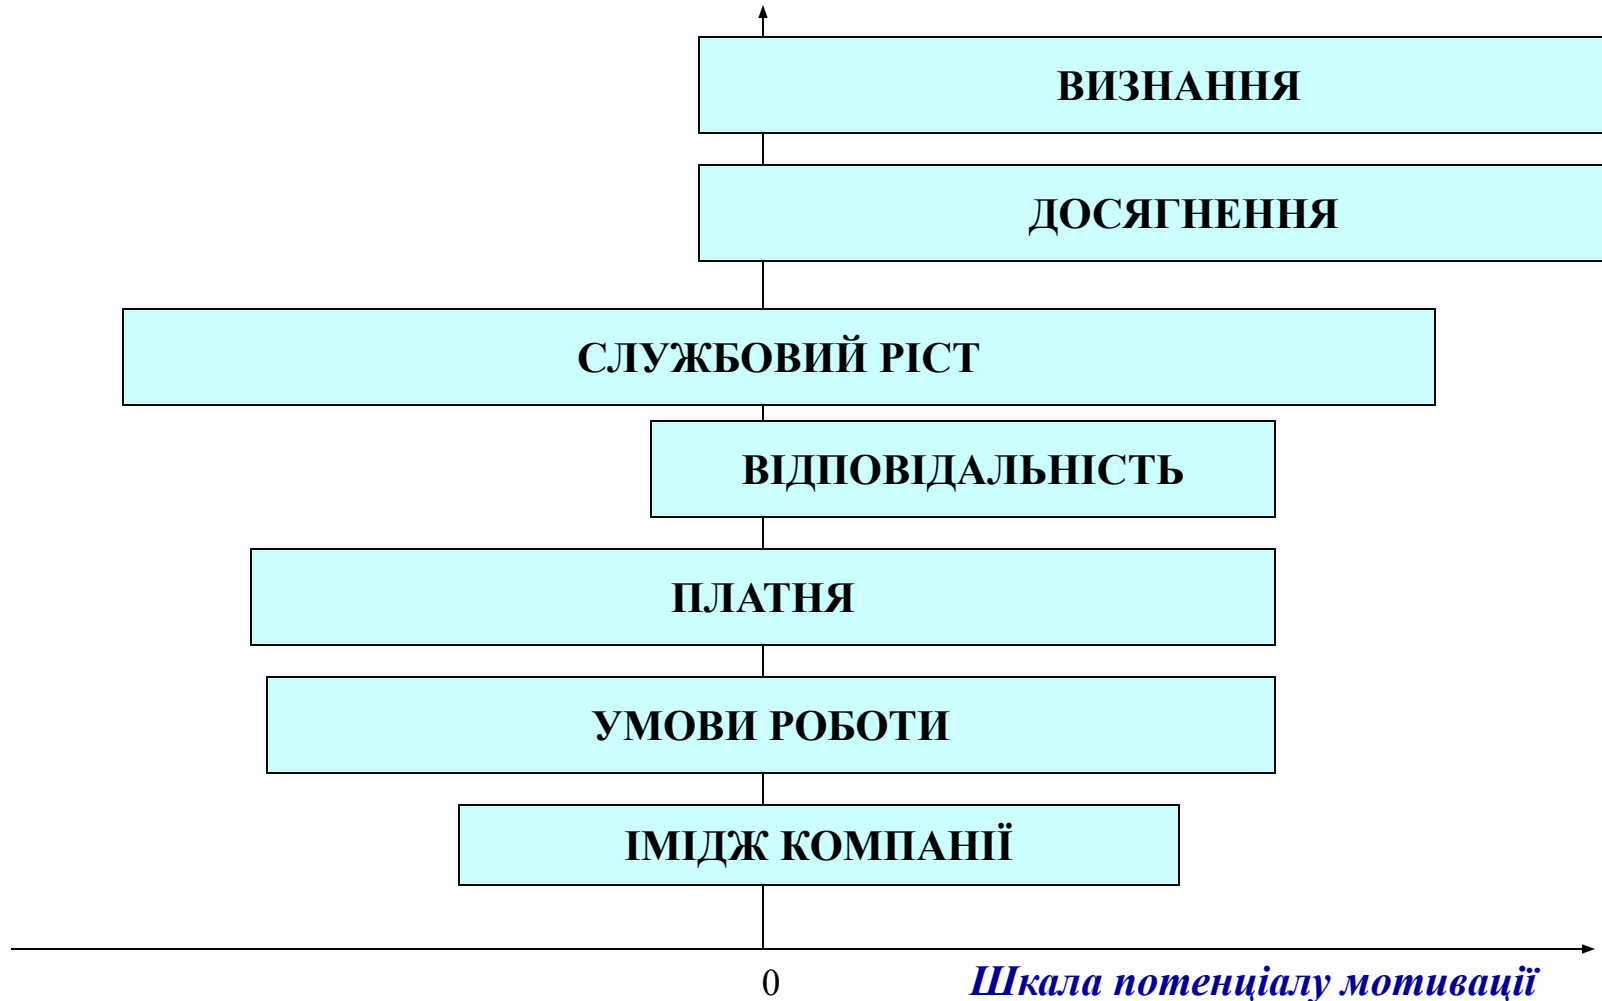 ВИЗНАННЯ
ДОСЯГНЕННЯ
СЛУЖБОВИЙ РІСТ
ВІДПОВІДАЛЬНІСТЬ
ПЛАТНЯ
УМОВИ РОБОТИ
ІМІДЖ КОМПАНІЇ
0
Шкала потенціалу мотивації